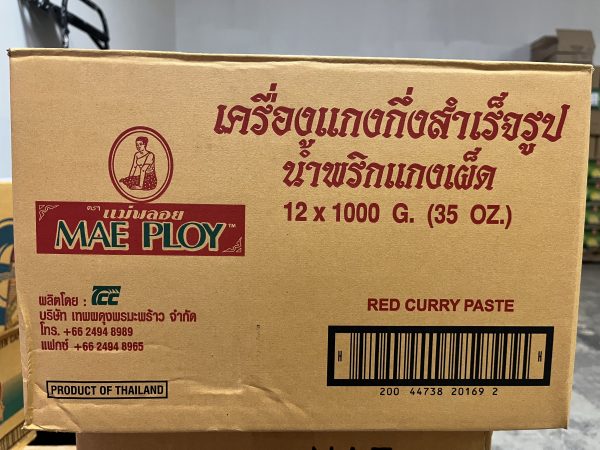 เครื่องแกงกึ่งสำเร็จรูป
น้ำพริกแกงเผ็ด
12 x 1000 G. (35 OZ.)
ตรา แม่พลอย
MAE PLOY™
ผลิตโดย :
บริษัท เทพผดุงพรมะพร้าว จำกัด
โทร. +66 2494 8989
แฟกซ์ +66 2494 8965
PRODUCT OF THAILAND
RED CURRY PASTE
H H
200 44738 20169 2